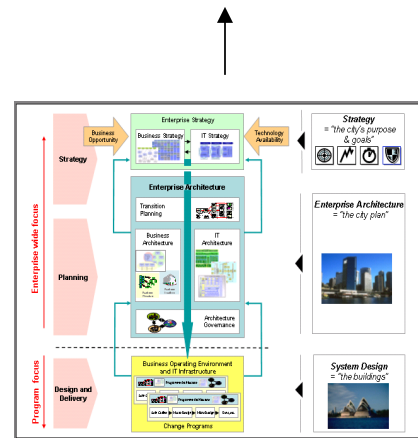 Enterprise Strategy
Business
Opportunity
Business Strategy
IT Strategy
Technology
Availability
Strategy
= "the city's purpose
& goals"
Strategy
Enterprise Architecture
Transition
Planning
Business
Architecture
IT
Architecture
Enterprise Architecture
= "the city plan"
Enterprise wide focus
Planning
Architecture
Governance
Business Operating Environment
and IT Infrastructure
System Design
= "the buildings"
Program focus
Design and
Delivery
Change Programs